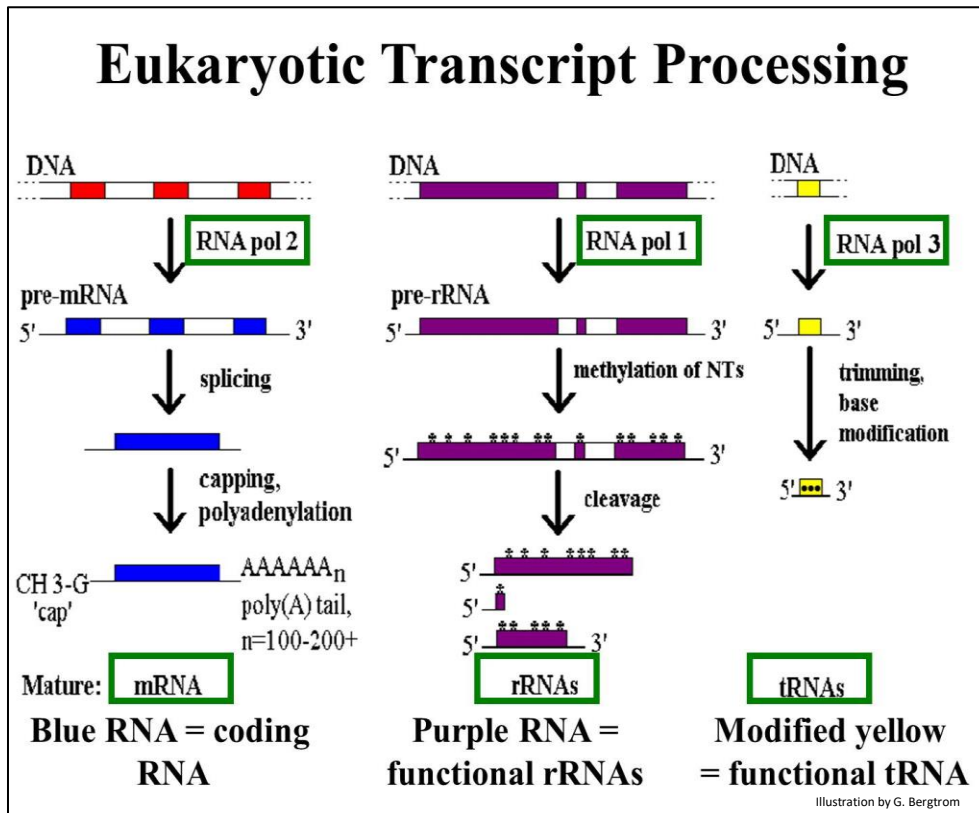 Eukaryotic Transcript Processing
DNA
RNA pol 2
pre-mRNA
5' 3'
splicing
capping,
polyadenylation
CH 3-G
'cap'
AAAAAAn
poly(A) tail,
n=100-200+
Mature: mRNA
Blue RNA = coding
RNA
DNA
RNA pol 1
pre-rRNA
5' 3'
methylation of NTs
5' 3'
cleavage
5'
5'
5' 3'
rRNAs
Purple RNA =
functional rRNAs
DNA
RNA pol 3
5' 3'
trimming,
base
modification
5' 3'
tRNAs
Modified yellow
= functional tRNA
Illustration by G. Bergtrom